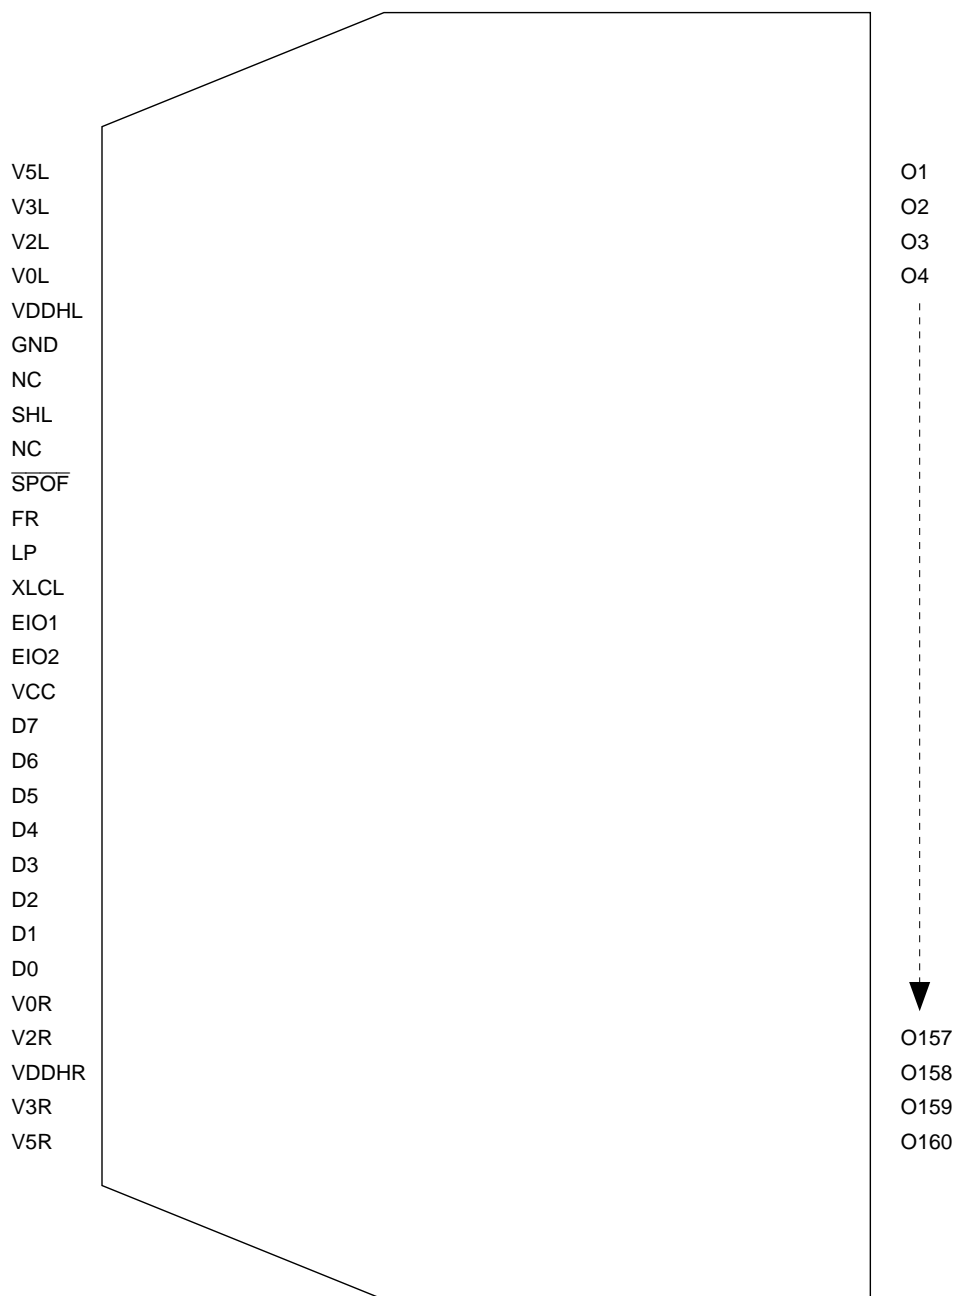 V5L
V3L
V2L
V0L
VDDHL
GND
NC
SHL
NC
S̅P̅O̅F̅
FR
LP
XLCL
EIO1
EIO2
VCC
D7
D6
D5
D4
D3
D2
D1
D0
V0R
V2R
VDDHR
V3R
V5R
O1
O2
O3
O4
O157
O158
O159
O160